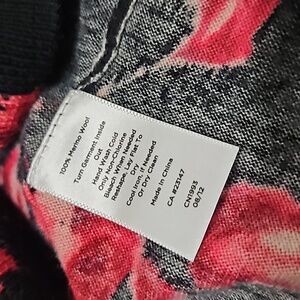 100% Merino Wool
Turn Garment Inside
Out
Hand Wash Cold
Only Non-Chlorine
Bleach When Needed
Reshape, Lay Flat To
Dry
Cool Iron, if Needed
Or Dry Clean
Made In China
CA #23147
CN1993
08/12